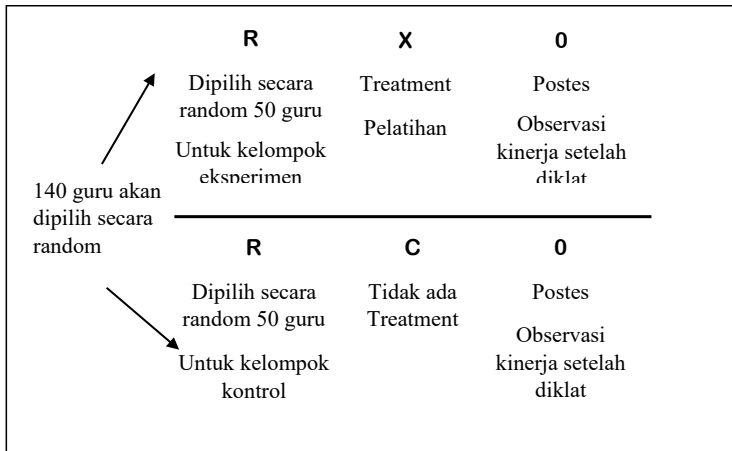 R X 0
Dipilih secara
random 50 guru
Untuk kelompok
eksperimen
Treatment
Pelatihan
Postes
Observasi
kinerja setelah
diklat
140 guru akan
dipilih secara
random
R C 0
Dipilih secara
random 50 guru
Untuk kelompok
kontrol
Tidak ada
Treatment
Postes
Observasi
kinerja setelah
diklat